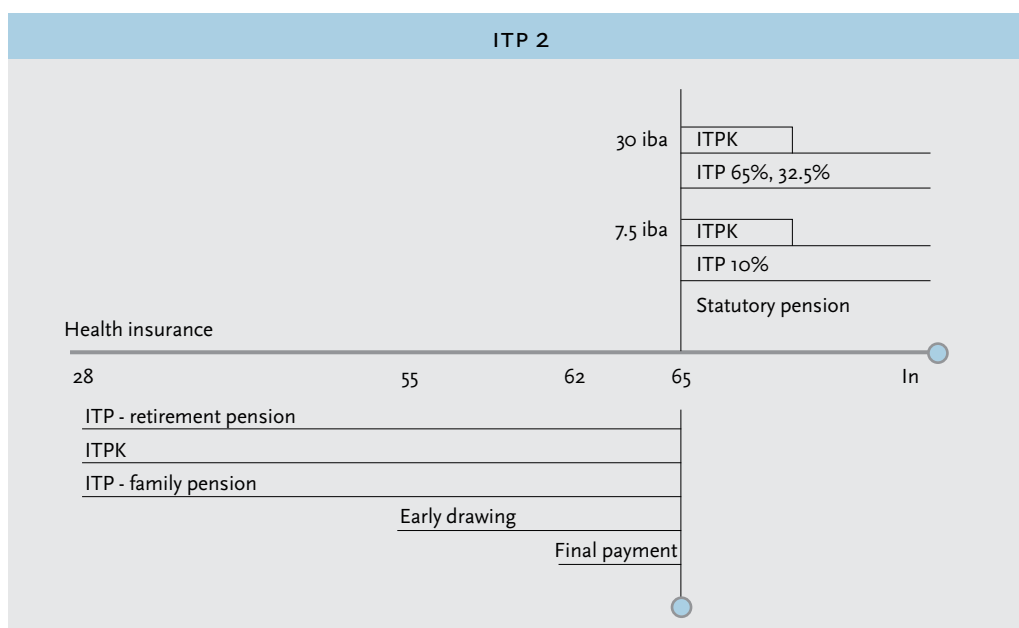 ITP 2
30 iba
ITPK
ITP 65%, 32.5%
7.5 iba
ITPK
ITP 10%
Statutory pension
Health insurance
28 55 62 65 In
ITP - retirement pension
ITPK
ITP - family pension
Early drawing
Final payment